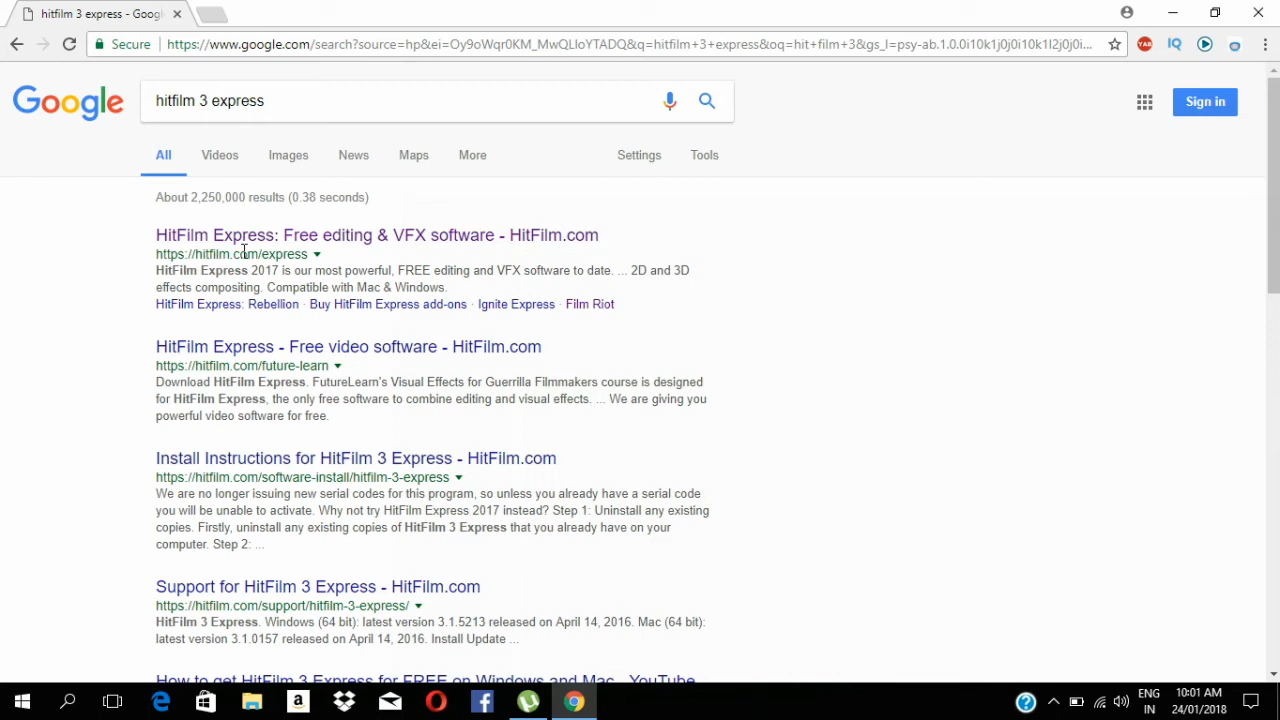 hitfilm 3 express - Googl
Secure https://www.google.com/search?source=hp&ei=Oy9oWqr0KM_MwQLIoYTADQ&q=hitfilm+3+express&oq=hit+film+3&gs_l=psy-ab.1.0.0i10k1j0j0i10k1l2j0j0i...
Google
hitfilm 3 express
Sign in
All Videos Images News Maps More Settings Tools
About 2,250,000 results (0.38 seconds)
HitFilm Express: Free editing & VFX software - HitFilm.com
https://hitfilm.com/express
HitFilm Express 2017 is our most powerful, FREE editing and VFX software to date. ... 2D and 3D
effects compositing. Compatible with Mac & Windows.
HitFilm Express: Rebellion · Buy HitFilm Express add-ons · Ignite Express · Film Riot
HitFilm Express - Free video software - HitFilm.com
https://hitfilm.com/future-learn
Download HitFilm Express. FutureLearn's Visual Effects for Guerrilla Filmmakers course is designed
for HitFilm Express, the only free software to combine editing and visual effects. ... We are giving you
powerful video software for free.
Install Instructions for HitFilm 3 Express - HitFilm.com
https://hitfilm.com/software-install/hitfilm-3-express
We are no longer issuing new serial codes for this program, so unless you already have a serial code
you will be unable to activate. Why not try HitFilm Express 2017 instead? Step 1: Uninstall any existing
copies. Firstly, uninstall any existing copies of HitFilm 3 Express that you already have on your
computer. Step 2: ...
Support for HitFilm 3 Express - HitFilm.com
https://hitfilm.com/support/hitfilm-3-express/
HitFilm 3 Express. Windows (64 bit): latest version 3.1.5213 released on April 14, 2016. Mac (64 bit):
latest version 3.1.0157 released on April 14, 2016. Install Update ...
How to get HitFilm 3 Express for FREE on Windows and Mac - YouTube
ENG 10:01 AM
IN 24/01/2018